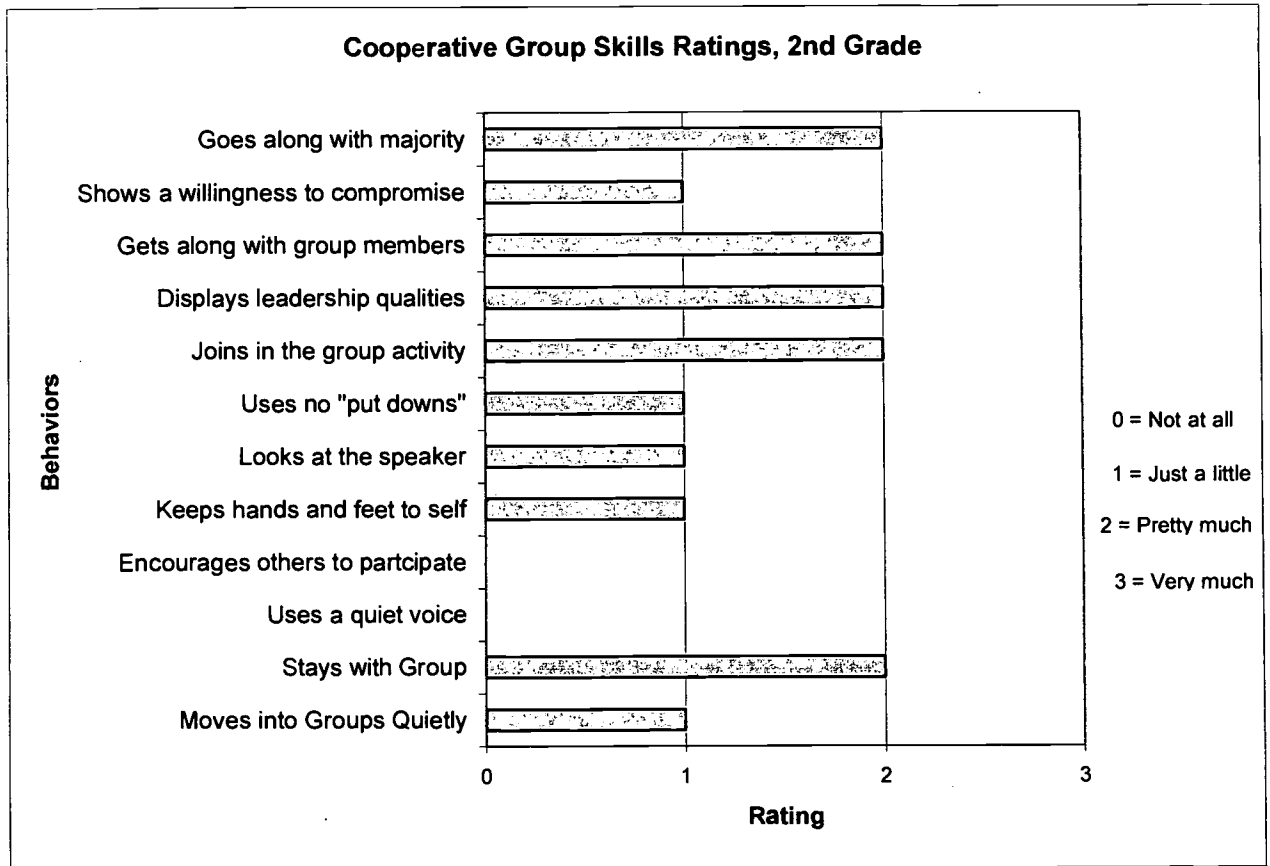 Cooperative Group Skills Ratings, 2nd Grade
Goes along with majority
Shows a willingness to compromise
Gets along with group members
Displays leadership qualities
Joins in the group activity
Uses no "put downs"
Looks at the speaker
Keeps hands and feet to self
Encourages others to partcipate
Uses a quiet voice
Stays with Group
Moves into Groups Quietly
Behaviors
0 1 2 3
Rating
0 = Not at all
1 = Just a little
2 = Pretty much
3 = Very much